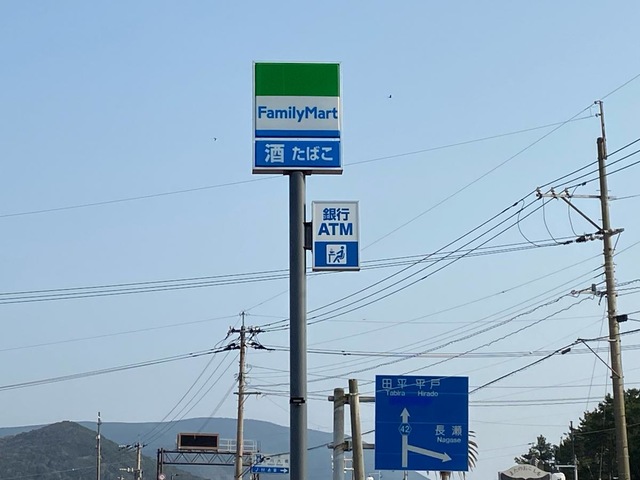 FamilyMart
酒 たばこ
銀行
ATM
田平 平戸
Tabira Hirado
42
長瀬
Nagase